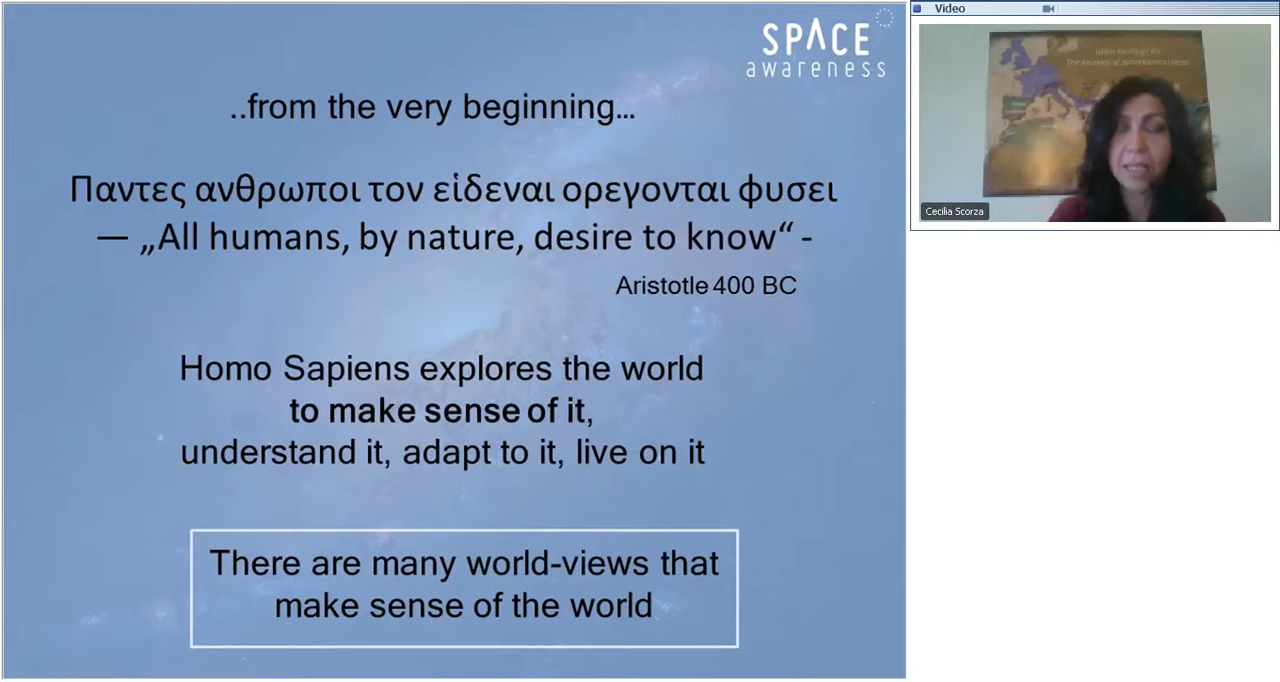 SPACE
awareness
..from the very beginning...
Παντες ανθρωποι τον εἰδεναι ορεγονται φυσει
— „All humans, by nature, desire to know“ -
Aristotle 400 BC
Homo Sapiens explores the world
to make sense of it,
understand it, adapt to it, live on it
There are many world-views that
make sense of the world
Video
Cecilia Scorza